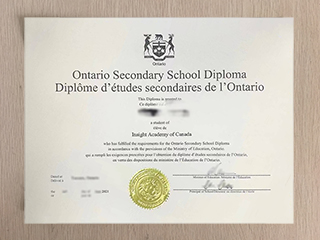 Ontario
Ontario Secondary School Diploma
Diplôme d'études secondaires de l'Ontario
This Diploma is granted to
Ce diplôme
a student of
élève de
Insight Academy of Canada
who has fulfilled the requirements for the Ontario Secondary School Diploma
in accordance with the provisions of the Ministry of Education, Ontario.
qui a rempli les exigences prescrites pour l'obtention du diplôme d'études secondaires de l'Ontario,
en vertu des dispositions du ministère de l'Éducation de l'Ontario.
Dated at